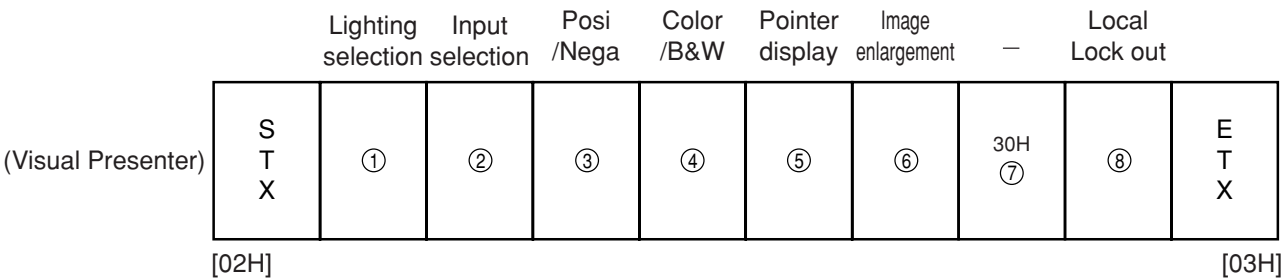 Lighting selection
Input selection
Posi /Nega
Color /B&W
Pointer display
Image enlargement
–
Local Lock out
(Visual Presenter)
S
T
X
①
②
③
④
⑤
⑥
30H
⑦
⑧
E
T
X
[02H]
[03H]